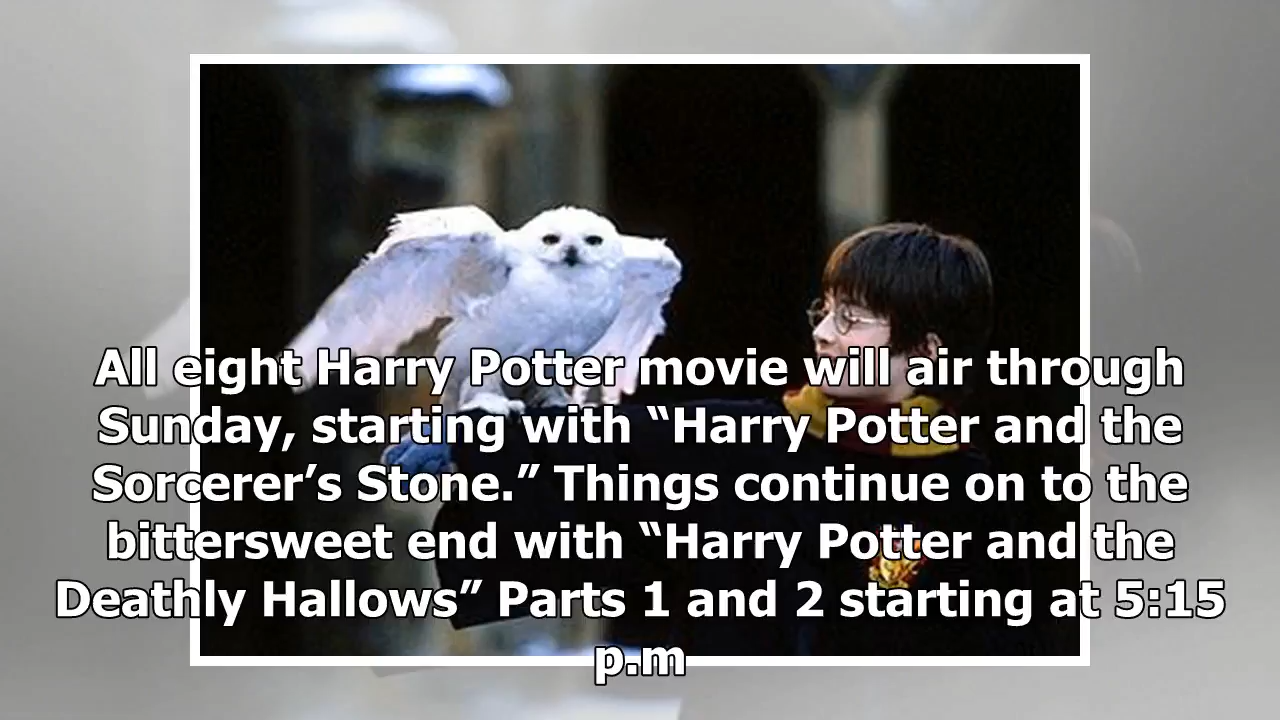 All eight Harry Potter movie will air through
Sunday, starting with “Harry Potter and the
Sorcerer’s Stone.” Things continue on to the
bittersweet end with “Harry Potter and the
Deathly Hallows” Parts 1 and 2 starting at 5:15
p.m